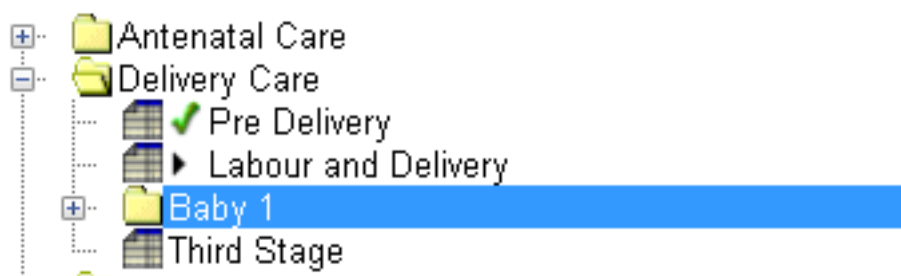 Antenatal Care
Delivery Care
Pre Delivery
Labour and Delivery
Baby 1
Third Stage